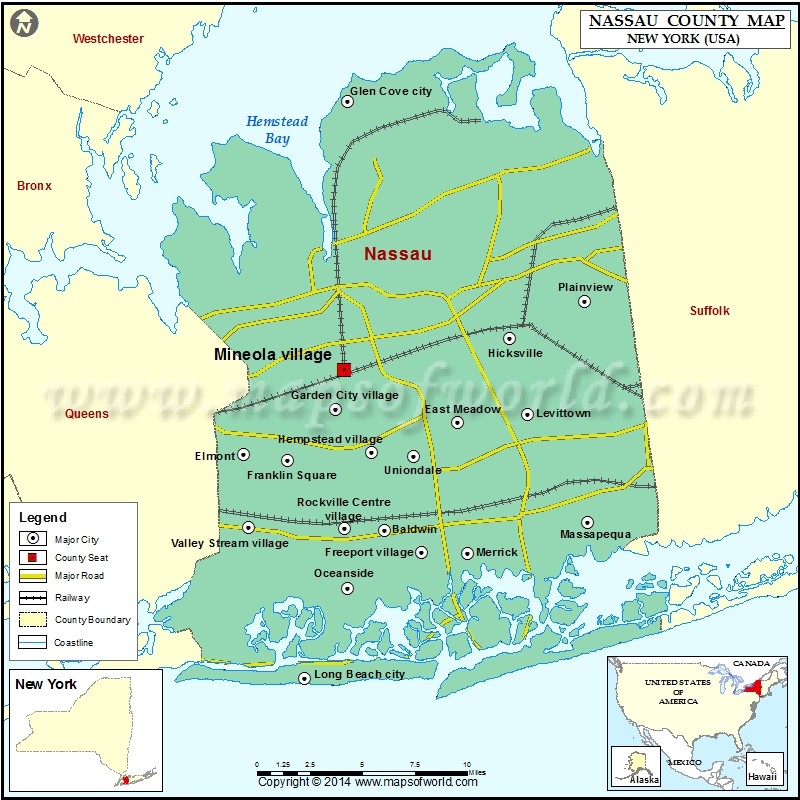 N
NASSAU COUNTY MAP
NEW YORK (USA)
Westchester
Glen Cove city
Hemstead
Bay
Bronx
Nassau
Plainview
Suffolk
Mineola village
Hicksville
www.mapsofworld.com
Garden City village
Queens
East Meadow
Levittown
Hempstead village
Elmont
Franklin Square
Uniondale
Rockville Centre
village
Baldwin
Massapequa
Valley Stream village
Freeport village
Merrick
Oceanside
Long Beach city
Legend
Major City
County Seat
Major Road
Railway
County Boundary
Coastline
New York
0 1.25 2.5 5 7.5 10
Miles
Copyright © 2014 www.mapsofworld.com
CANADA
UNITED STATES
OF
AMERICA
MEXICO
Alaska
Hawaii